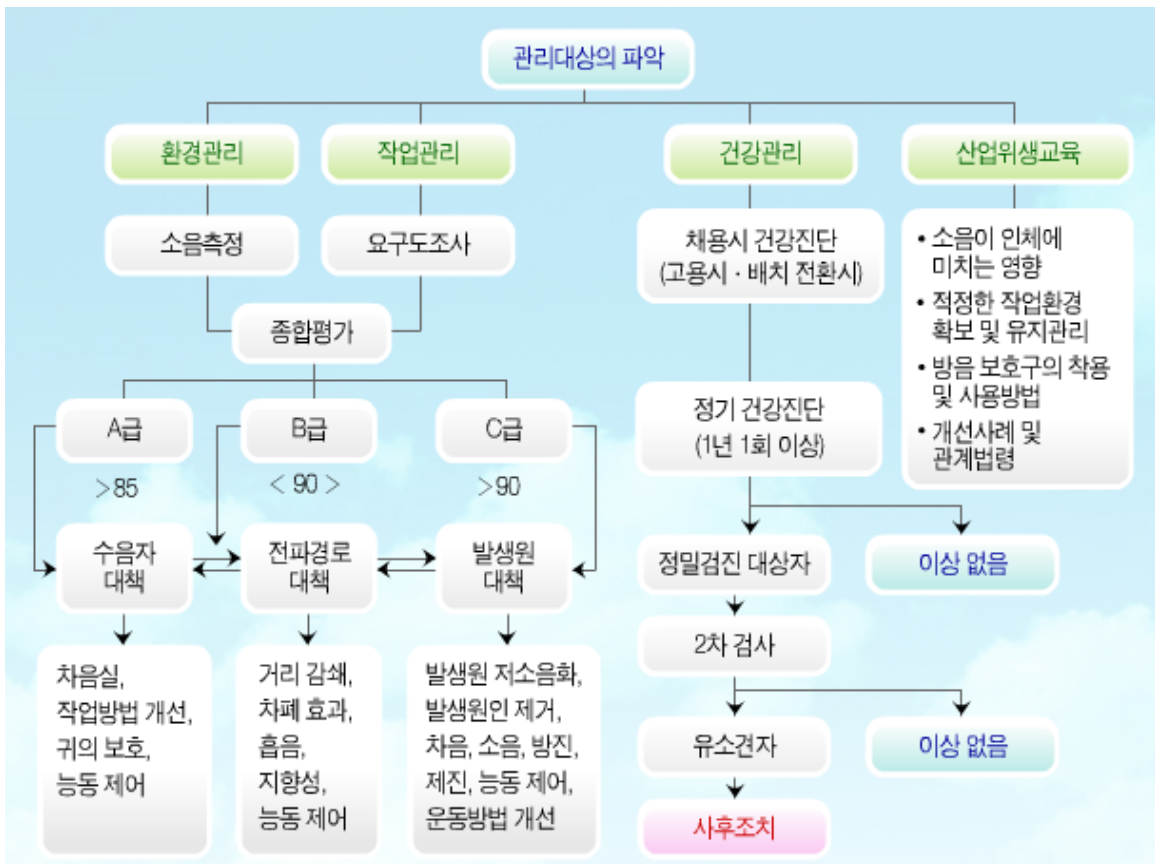 관리대상의 파악
환경관리
작업관리
건강관리
산업위생교육
소음측정
요구도조사
종합평가
A급
B급
C급
>85
< 90 >
>90
수음자
대책
전파경로
대책
발생원
대책
차음실,
작업방법 개선,
귀의 보호,
능동 제어
거리 감쇄,
차폐 효과,
흡음,
지향성,
능동 제어
발생원 저소음화,
발생원인 제거,
차음, 소음, 방진,
제진, 능동 제어,
운동방법 개선
채용시 건강진단
(고용시 · 배치 전환시)
정기 건강진단
(1년 1회 이상)
정밀검진 대상자
이상 없음
2차 검사
유소견자
이상 없음
사후조치
• 소음이 인체에
미치는 영향
• 적정한 작업환경
확보 및 유지관리
• 방음 보호구의 착용
및 사용방법
• 개선사례 및
관계법령